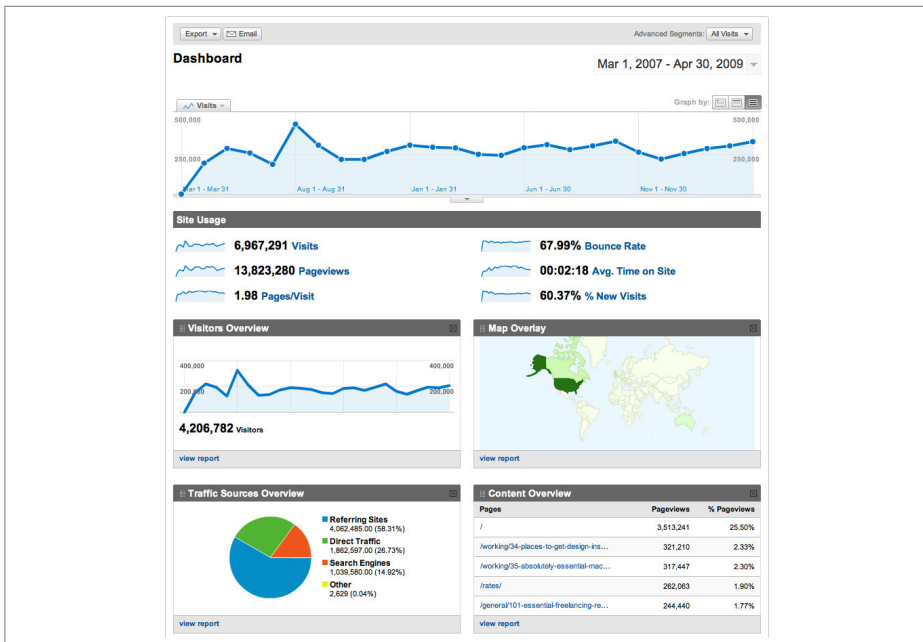 Export Email Advanced Segments: All Visits
Dashboard
Mar 1, 2007 - Apr 30, 2009
Visits Graph by:
500,000 500,000
250,000 250,000
Mar 1 - Mar 31 Aug 1 - Aug 31 Jan 1 - Jan 31 Jun 1 - Jun 30 Nov 1 - Nov 30
Site Usage
6,967,291 Visits 67.99% Bounce Rate
13,823,280 Pageviews 00:02:18 Avg. Time on Site
1.98 Pages/Visit 60.37% % New Visits
Visitors Overview
400,000 400,000
200,000 200,000
4,206,782 Visitors
view report
Map Overlay
view report
Traffic Sources Overview
Referring Sites
4,062,485.00 (58.31%)
Direct Traffic
1,862,597.00 (26.73%)
Search Engines
1,039,580.00 (14.92%)
Other
2,629 (0.04%)
view report
Content Overview
Pages Pageviews % Pageviews
/ 3,513,241 25.50%
/working/34-places-to-get-design-ins... 321,210 2.33%
/working/35-absolutely-essential-mac... 317,447 2.30%
/rates/ 262,063 1.90%
/general/101-essential-freelancing-re... 244,440 1.77%
view report